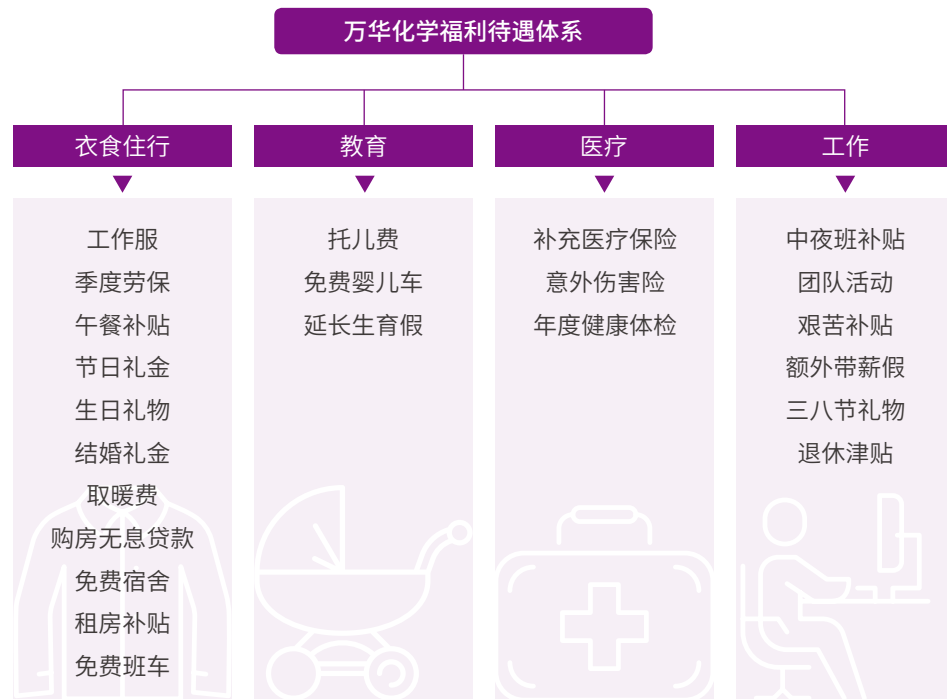 万华化学福利待遇体系
衣食住行
工作服
季度劳保
午餐补贴
节日礼金
生日礼物
结婚礼金
取暖费
购房无息贷款
免费宿舍
租房补贴
免费班车
教育
托儿费
免费婴儿车
延长生育假
医疗
补充医疗保险
意外伤害险
年度健康体检
工作
中夜班补贴
团队活动
艰苦补贴
额外带薪假
三八节礼物
退休津贴